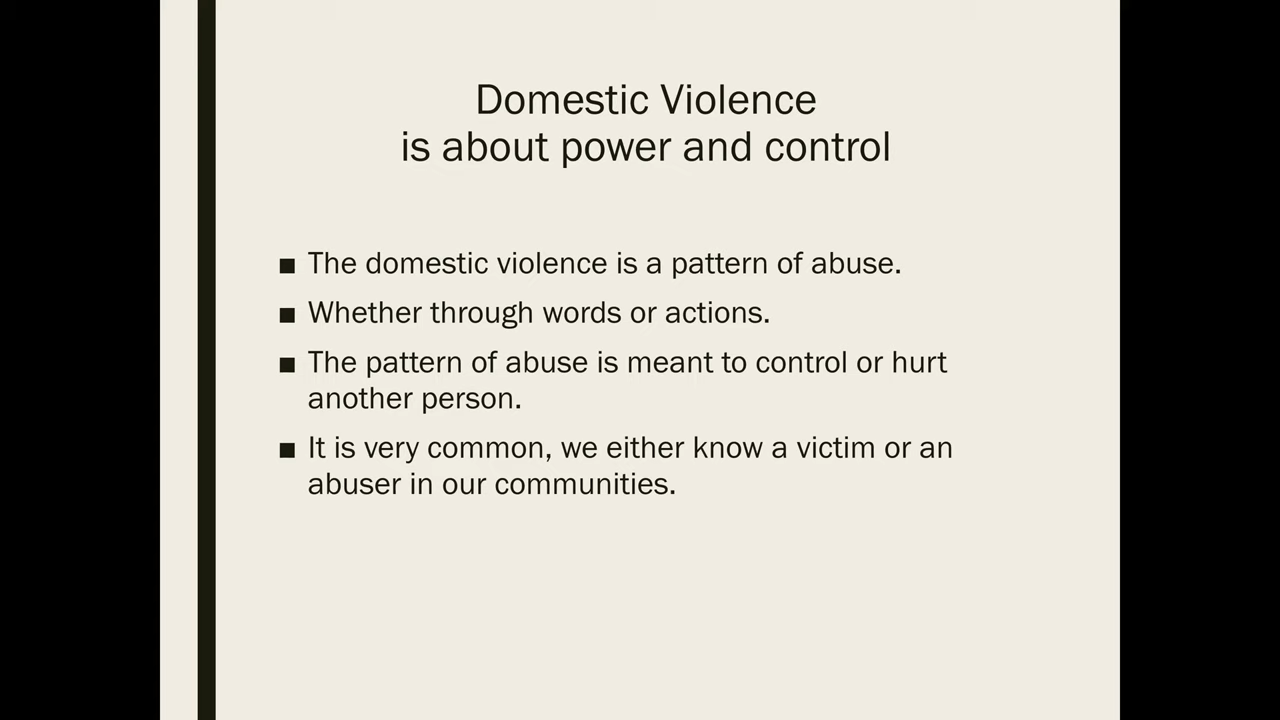 Domestic Violence
is about power and control
■ The domestic violence is a pattern of abuse.
■ Whether through words or actions.
■ The pattern of abuse is meant to control or hurt
another person.
■ It is very common, we either know a victim or an
abuser in our communities.